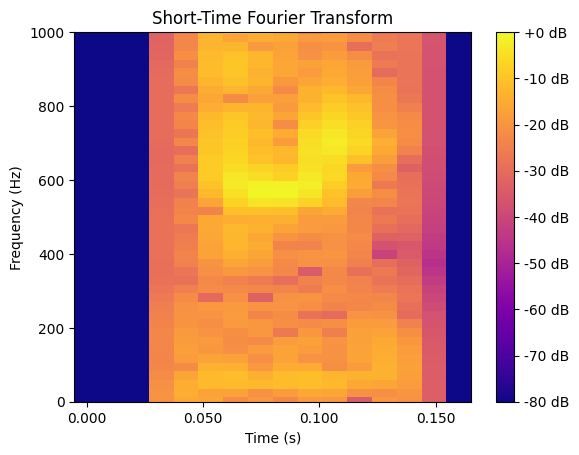 Short-Time Fourier Transform
1000
800
600
400
200
0
Frequency (Hz)
0.000
0.050
0.100
0.150
Time (s)
+0 dB
-10 dB
-20 dB
-30 dB
-40 dB
-50 dB
-60 dB
-70 dB
-80 dB